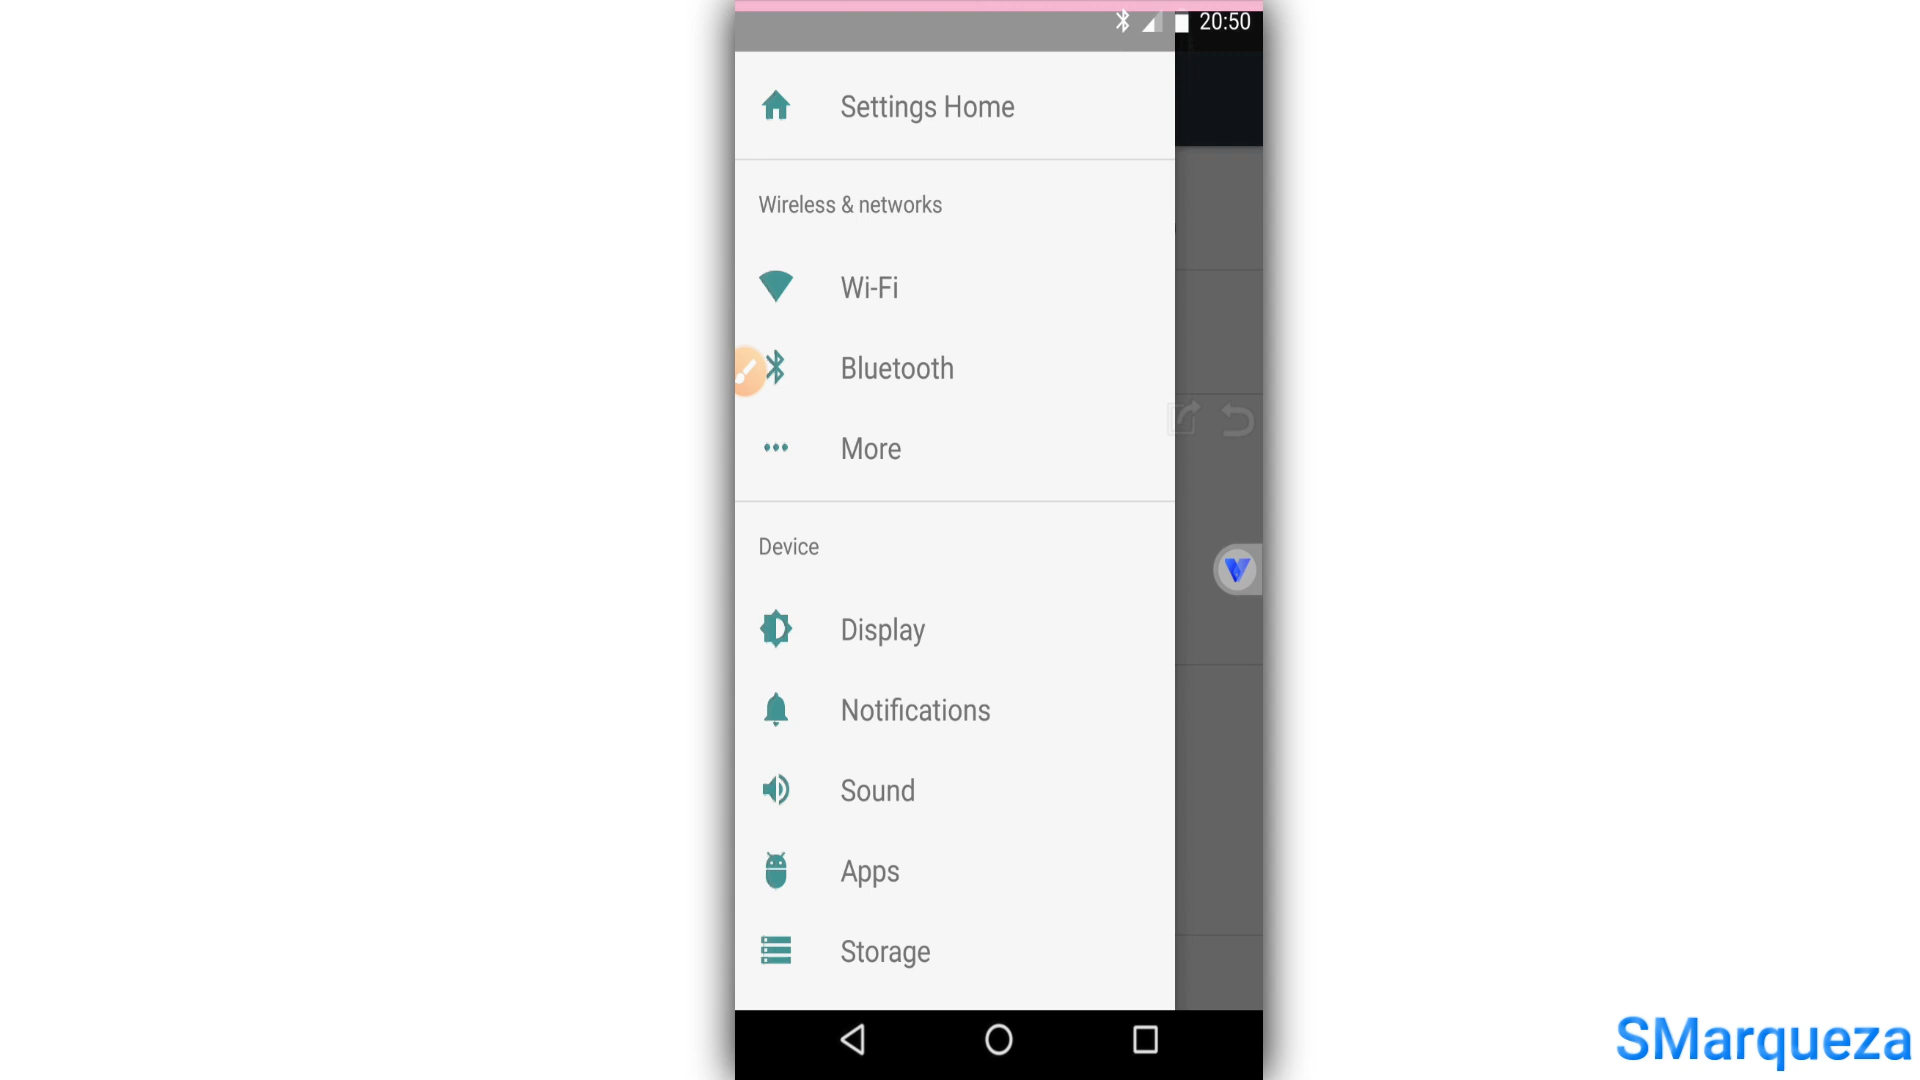 20:50
Settings Home
Wireless & networks
Wi-Fi
Bluetooth
More
Device
Display
Notifications
Sound
Apps
Storage
SMarqueza